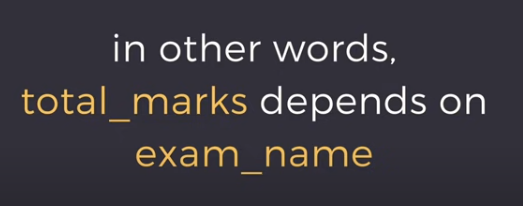 in other words,
total_marks depends on
exam_name